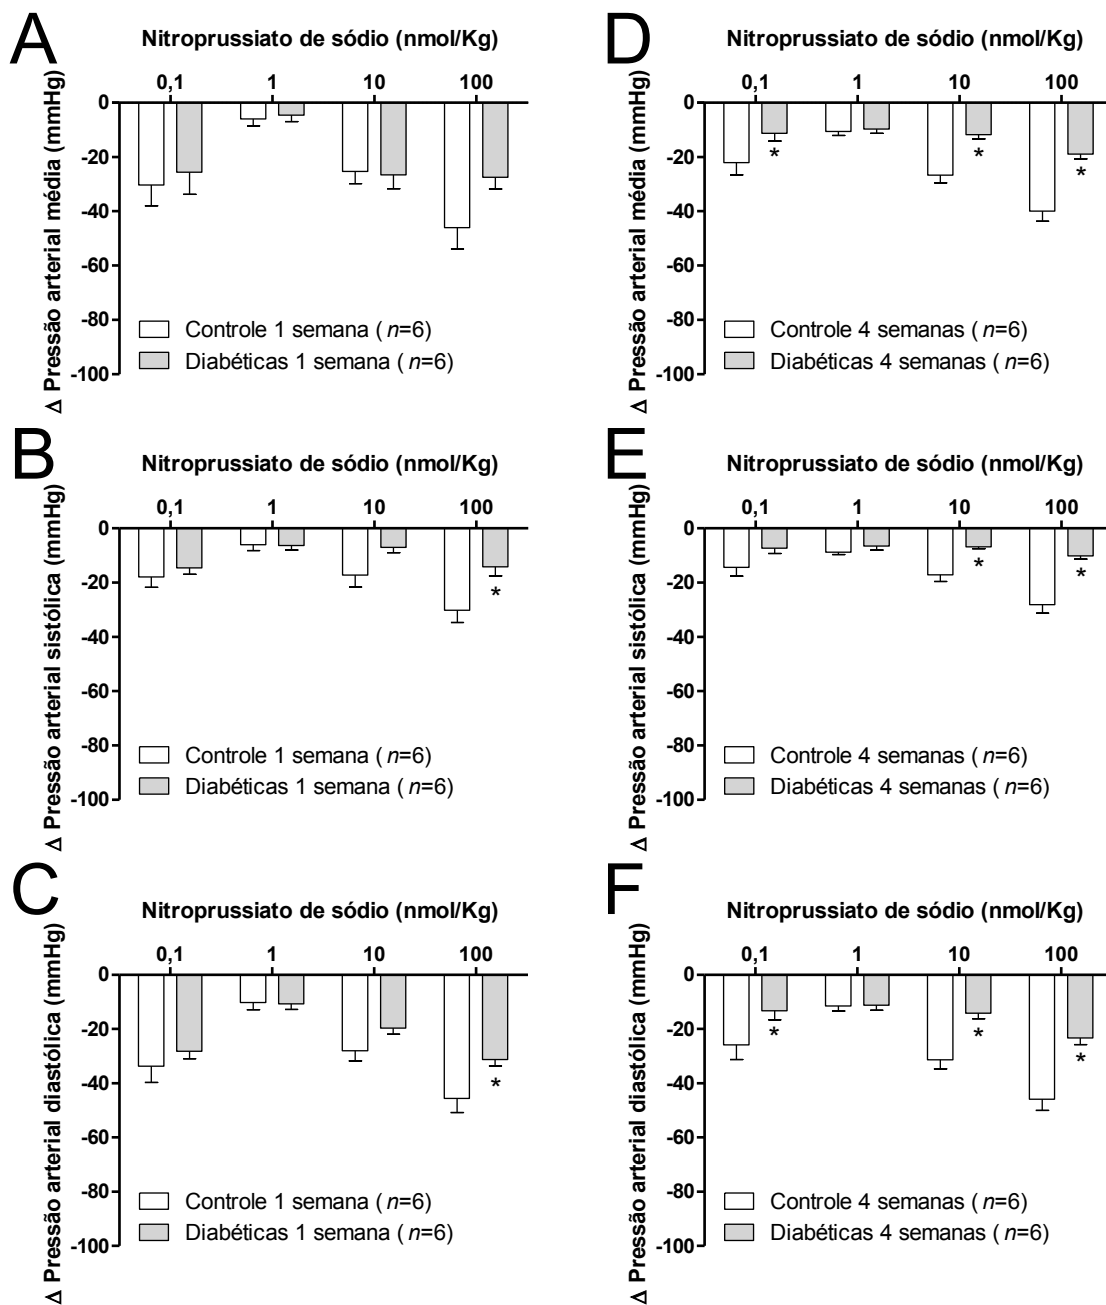 A
Nitroprussiato de sódio (nmol/Kg)
0,1 1 10 100
0
-20
-40
-60
-80
-100
Δ Pressão arterial média (mmHg)
Controle 1 semana (n=6)
Diabéticas 1 semana (n=6)
D
Nitroprussiato de sódio (nmol/Kg)
0,1 1 10 100
0
-20
-40
-60
-80
-100
Δ Pressão arterial média (mmHg)
* * *
Controle 4 semanas (n=6)
Diabéticas 4 semanas (n=6)
B
Nitroprussiato de sódio (nmol/Kg)
0,1 1 10 100
0
-20
-40
-60
-80
-100
Δ Pressão arterial sistólica (mmHg)
*
Controle 1 semana (n=6)
Diabéticas 1 semana (n=6)
E
Nitroprussiato de sódio (nmol/Kg)
0,1 1 10 100
0
-20
-40
-60
-80
-100
Δ Pressão arterial sistólica (mmHg)
* *
Controle 4 semanas (n=6)
Diabéticas 4 semanas (n=6)
C
Nitroprussiato de sódio (nmol/Kg)
0,1 1 10 100
0
-20
-40
-60
-80
-100
Δ Pressão arterial diastólica (mmHg)
*
Controle 1 semana (n=6)
Diabéticas 1 semana (n=6)
F
Nitroprussiato de sódio (nmol/Kg)
0,1 1 10 100
0
-20
-40
-60
-80
-100
Δ Pressão arterial diastólica (mmHg)
* * *
Controle 4 semanas (n=6)
Diabéticas 4 semanas (n=6)